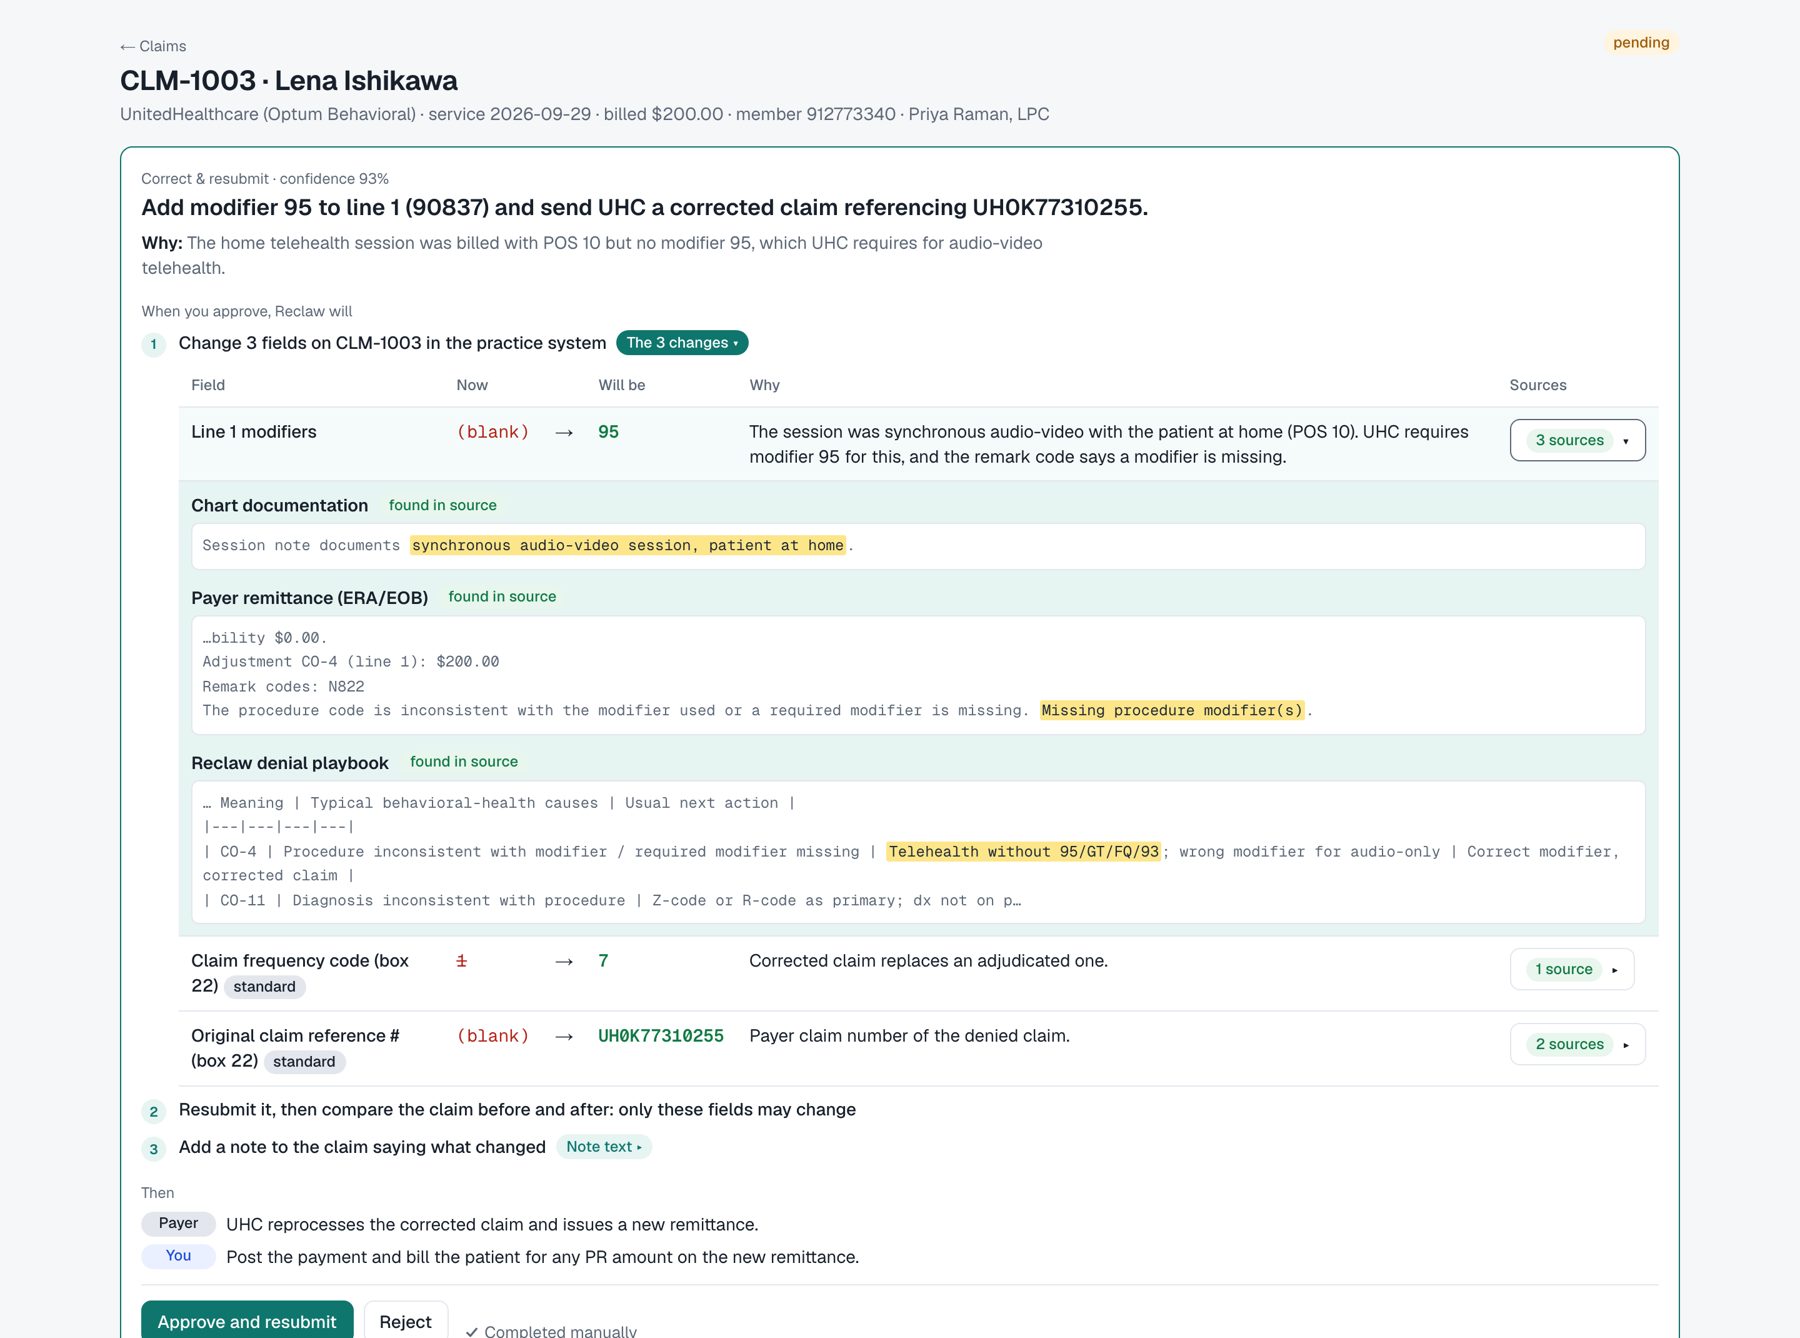 ← Claims
pending
CLM-1003 · Lena Ishikawa
UnitedHealthcare (Optum Behavioral) · service 2026-09-29 · billed $200.00 · member 912773340 · Priya Raman, LPC
Correct & resubmit · confidence 93%
Add modifier 95 to line 1 (90837) and send UHC a corrected claim referencing UH0K77310255.
Why: The home telehealth session was billed with POS 10 but no modifier 95, which UHC requires for audio-video
telehealth.
When you approve, Reclaw will
1 Change 3 fields on CLM-1003 in the practice system The 3 changes ▾
Field Now Will be Why Sources
Line 1 modifiers (blank) → 95 The session was synchronous audio-video with the patient at home (POS 10). UHC requires 3 sources ▾
modifier 95 for this, and the remark code says a modifier is missing.
Chart documentation found in source
Session note documents synchronous audio-video session, patient at home.
Payer remittance (ERA/EOB) found in source
…bility $0.00.
Adjustment CO-4 (line 1): $200.00
Remark codes: N822
The procedure code is inconsistent with the modifier used or a required modifier is missing. Missing procedure modifier(s).
Reclaw denial playbook found in source
… Meaning | Typical behavioral-health causes | Usual next action |
|---|---|---|---|
| CO-4 | Procedure inconsistent with modifier / required modifier missing | Telehealth without 95/GT/FQ/93; wrong modifier for audio-only | Correct modifier,
corrected claim |
| CO-11 | Diagnosis inconsistent with procedure | Z-code or R-code as primary; dx not on p…
Claim frequency code (box 1 → 7 Corrected claim replaces an adjudicated one. 1 source ▸
22) standard
Original claim reference # (blank) → UH0K77310255 Payer claim number of the denied claim. 2 sources ▸
(box 22) standard
2 Resubmit it, then compare the claim before and after: only these fields may change
3 Add a note to the claim saying what changed Note text ▸
Then
Payer UHC reprocesses the corrected claim and issues a new remittance.
You Post the payment and bill the patient for any PR amount on the new remittance.
Approve and resubmit Reject ✓ Completed manually